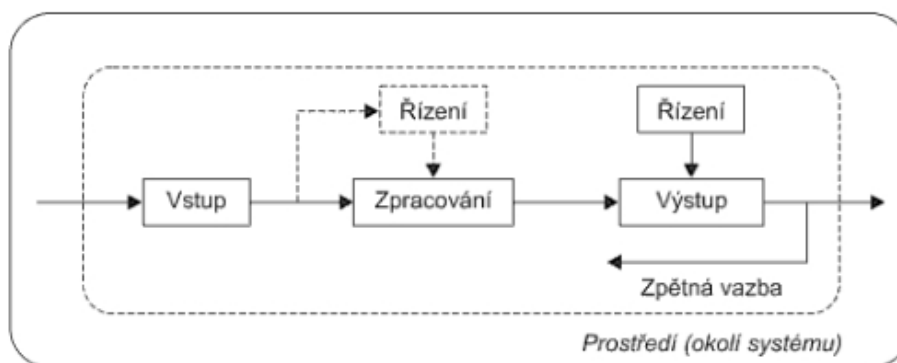 Řízení
Řízení
Vstup
Zpracování
Výstup
Zpětná vazba
Prostředí (okolí systému)